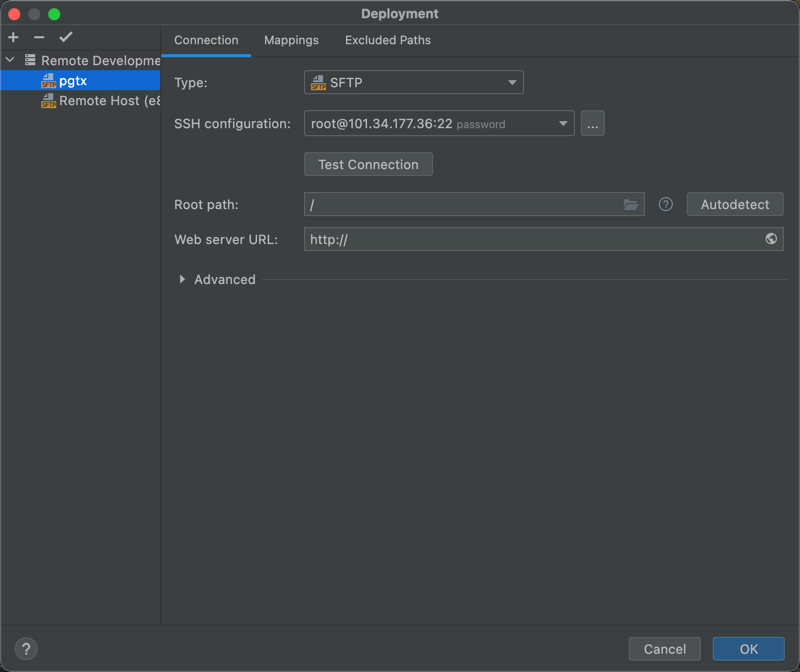 Deployment
Connection Mappings Excluded Paths
Remote Developme
SFTP pgtx
SFTP Remote Host (e8
Type: SFTP SFTP
SSH configuration: root@101.34.177.36:22 password ...
Test Connection
Root path: / ? Autodetect
Web server URL: http://
Advanced
? Cancel OK